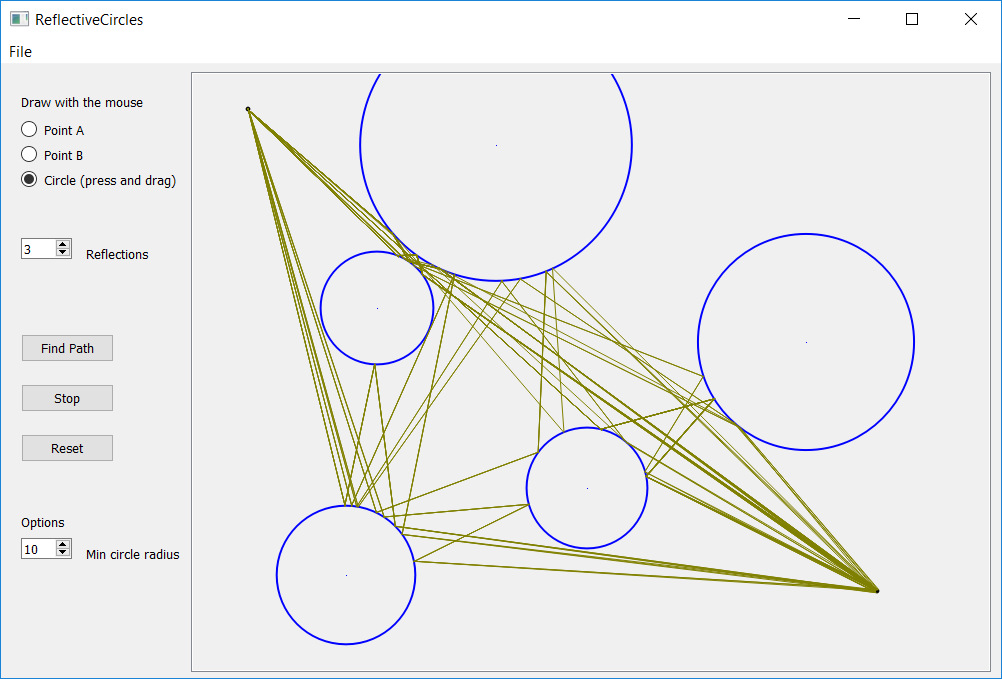 ReflectiveCircles
File
Draw with the mouse
Point A
Point B
Circle (press and drag)
3 Reflections
Find Path
Stop
Reset
Options
10 Min circle radius